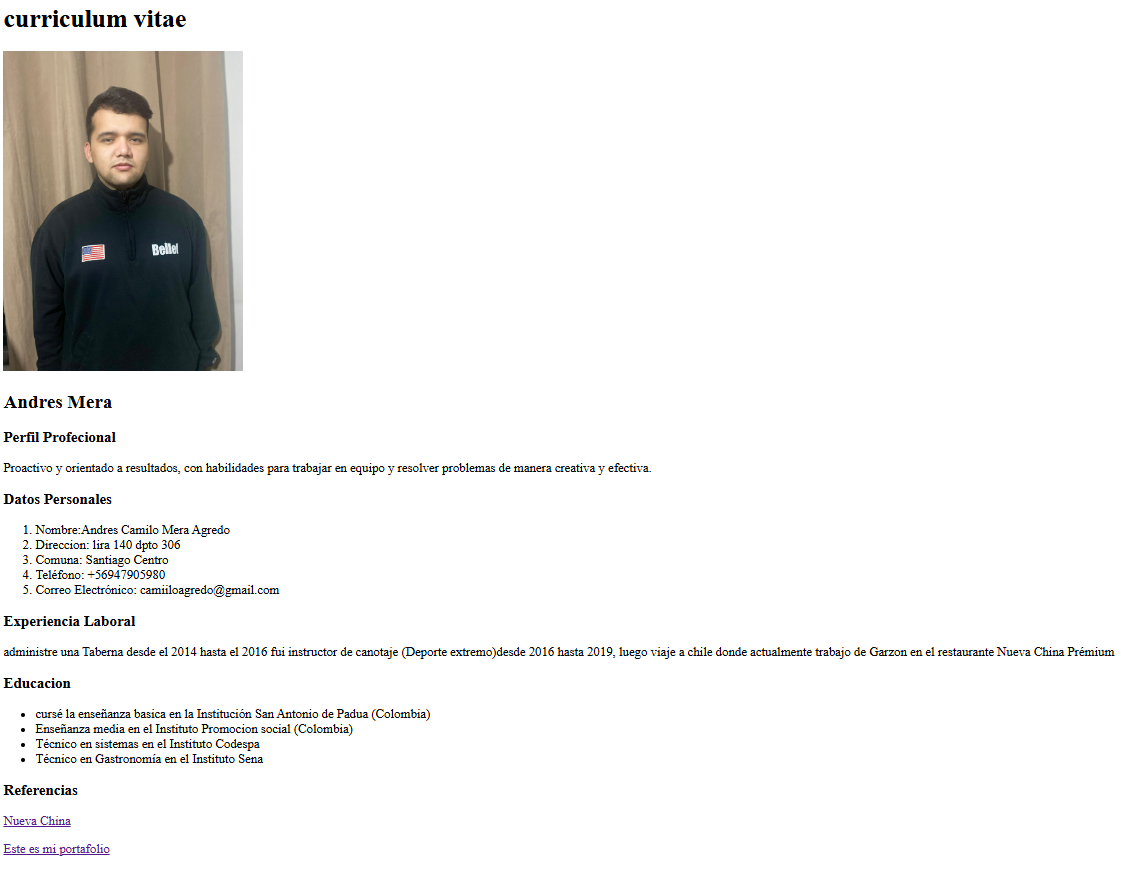 curriculum vitae
Belief
Andres Mera
Perfil Profecional
Proactivo y orientado a resultados, con habilidades para trabajar en equipo y resolver problemas de manera creativa y efectiva.
Datos Personales
1. Nombre:Andres Camilo Mera Agredo
2. Direccion: lira 140 dpto 306
3. Comuna: Santiago Centro
4. Teléfono: +56947905980
5. Correo Electrónico: camiiloagredo@gmail.com
Experiencia Laboral
administre una Taberna desde el 2014 hasta el 2016 fui instructor de canotaje (Deporte extremo)desde 2016 hasta 2019, luego viaje a chile donde actualmente trabajo de Garzon en el restaurante Nueva China Prémium
Educacion
• cursé la enseñanza basica en la Institución San Antonio de Padua (Colombia)
• Enseñanza media en el Instituto Promocion social (Colombia)
• Técnico en sistemas en el Instituto Codespa
• Técnico en Gastronomía en el Instituto Sena
Referencias
Nueva China
Este es mi portafolio